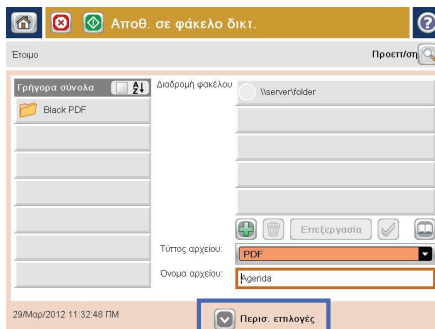 Αποθ. σε φάκελο δικτ.
Έτοιμο
Προεπ/ση
Γρήγορα σύνολα
Διαδρομή φακέλου
\\server\folder
Black PDF
Επεξεργασία
Τύπος αρχείου:
PDF
Όνομα αρχείου:
Agenda
29/Μαρ/2012 11:32:48 ΠΜ
Περισ. επιλογές